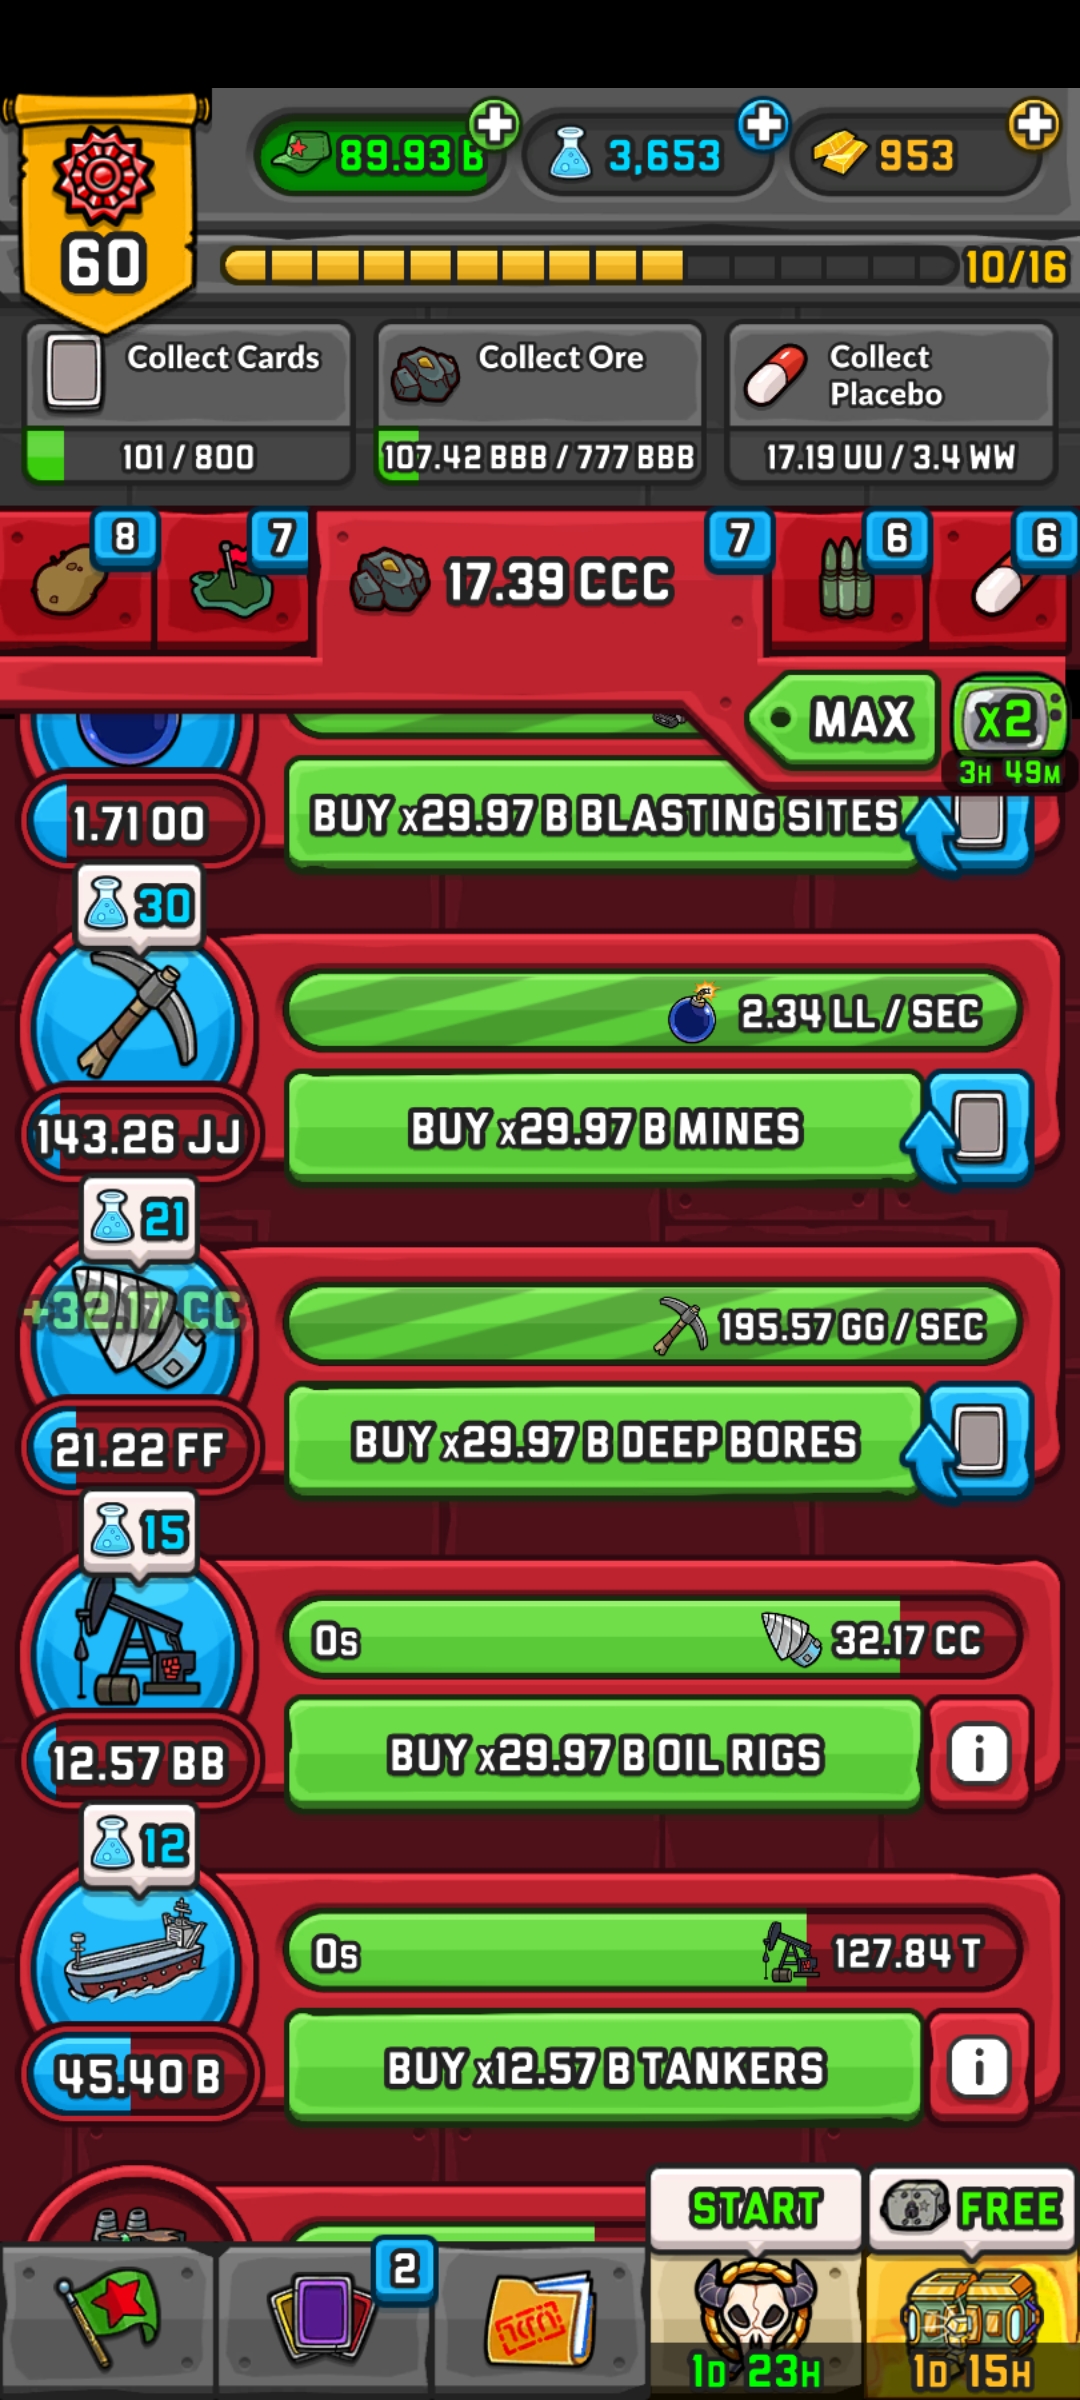 89.93 B
3,653
953
60
10/16
Collect Cards
101 / 800
Collect Ore
107.42 BBB / 777 BBB
Collect
Placebo
17.19 UU / 3.4 WW
8
7
17.39 CCC
7
6
6
MAX
x2
3H 49M
1.71 OO
BUY x29.97 B BLASTING SITES
30
2.34 LL / SEC
143.26 JJ
BUY x29.97 B MINES
21
+32.17 CC
195.57 GG / SEC
21.22 FF
BUY x29.97 B DEEP BORES
15
0s
32.17 CC
12.57 BB
BUY x29.97 B OIL RIGS
i
12
0s
127.84 T
45.40 B
BUY x12.57 B TANKERS
i
START
FREE
2
1D 23H
1D 15H